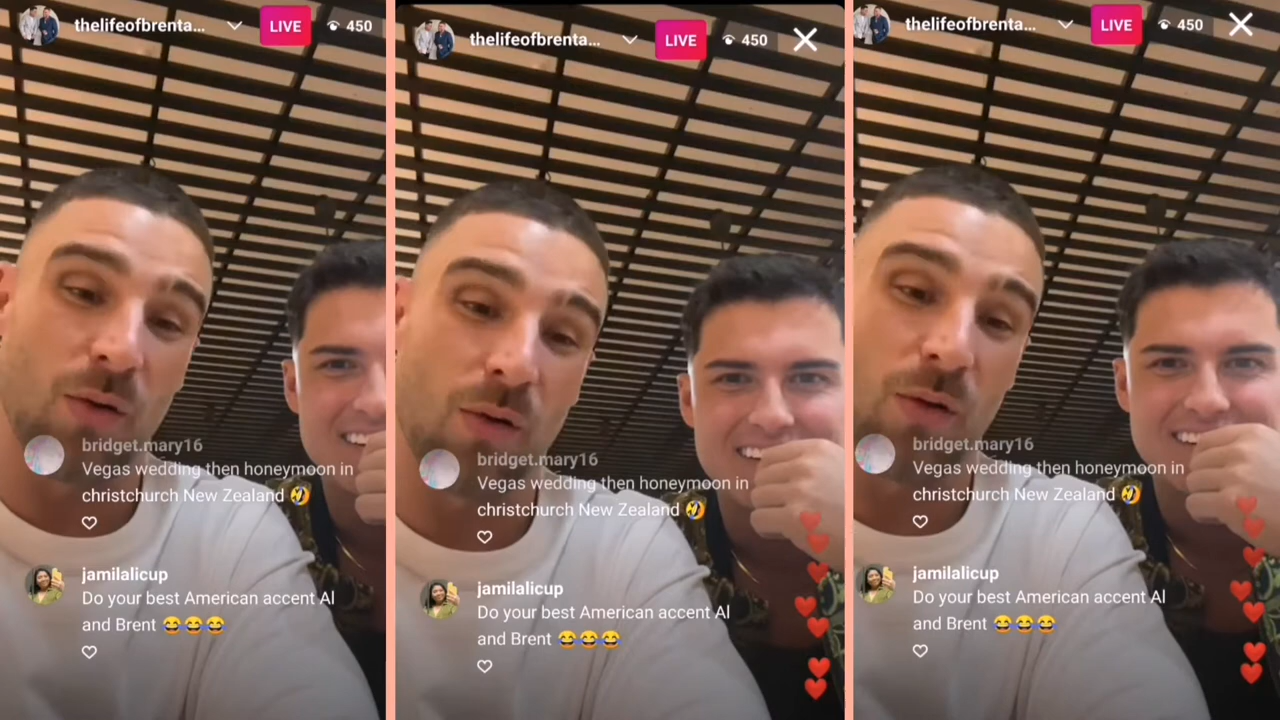 thelifeofbrenta... LIVE 450
bridget.mary16
Vegas wedding then honeymoon in
christchurch New Zealand 🤣
jamilalicup
Do your best American accent Al
and Brent 😂😂😂
thelifeofbrenta... LIVE 450
bridget.mary16
Vegas wedding then honeymoon in
christchurch New Zealand 🤣
jamilalicup
Do your best American accent Al
and Brent 😂😂😂
thelifeofbrenta... LIVE 450
bridget.mary16
Vegas wedding then honeymoon in
christchurch New Zealand 🤣
jamilalicup
Do your best American accent Al
and Brent 😂😂😂